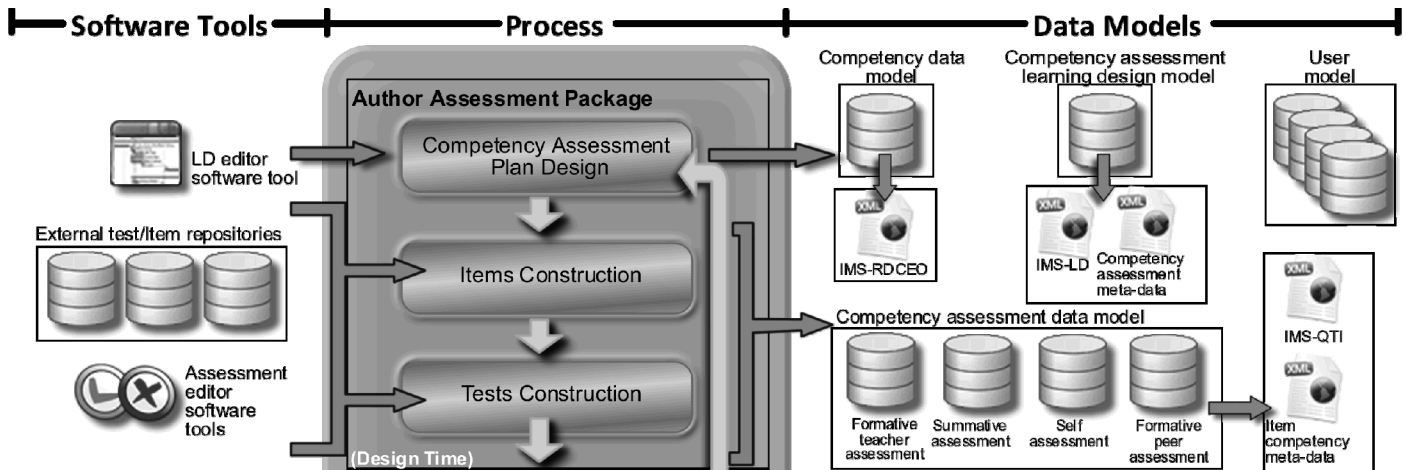 Software Tools
Process
Data Models
Competency data
model
Competency assessment
learning design model
User
model
Author Assessment Package
Competency Assessment
Plan Design
LD editor
software tool
XML
IMS-RDCEO
XML
IMS-LD
XML
Competency
assessment
meta-data
External test/Item repositories
Items Construction
XML
IMS-QTI
Competency assessment data model
Assessment
editor
software
tools
Tests Construction
Formative
teacher
assessment
Summative
assessment
Self
assessment
Formative
peer
assessment
XML
Item
competency
meta-data
(Design Time)